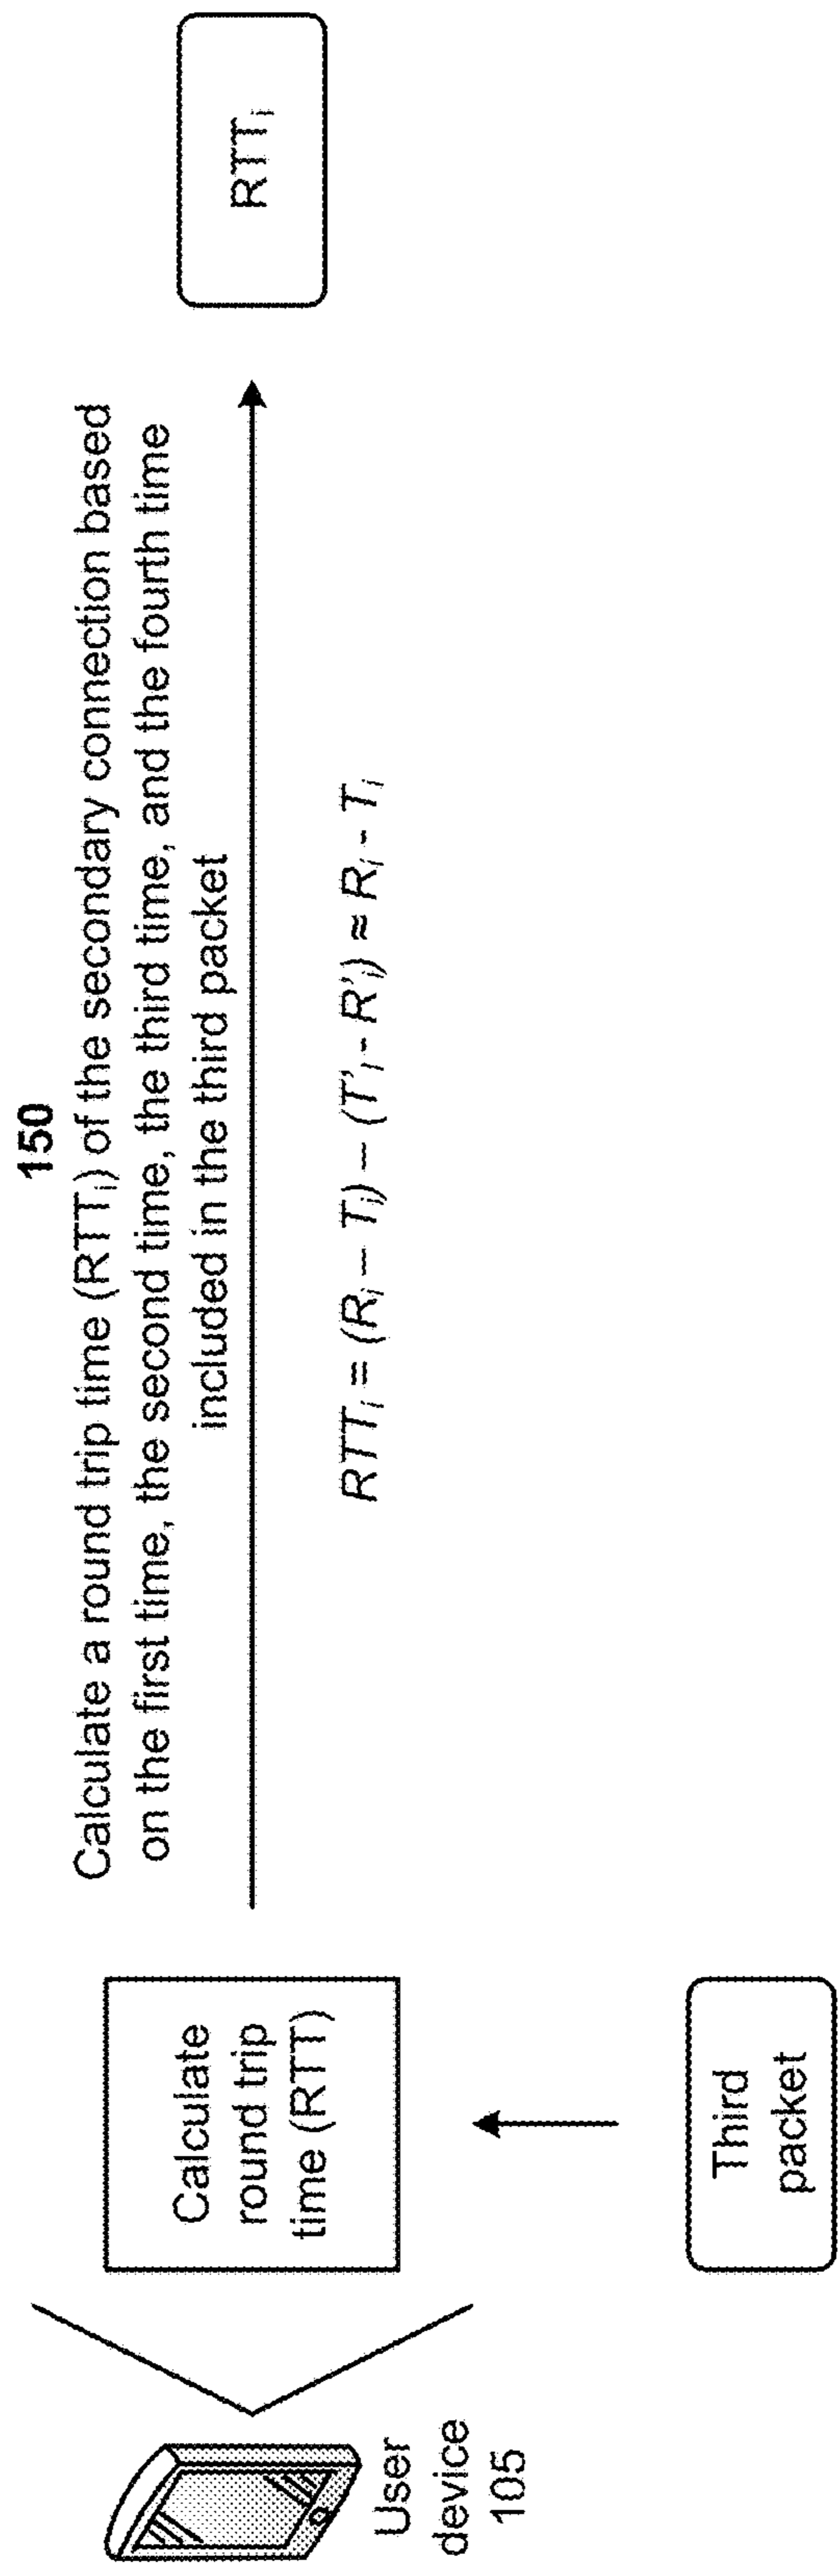 150
Calculate a round trip time (RTTᵢ) of the secondary connection based
on the first time, the second time, the third time, and the fourth time
included in the third packet
RTTᵢ = (Rᵢ – Tᵢ) – (T'ᵢ - R'ᵢ) ≈ Rᵢ - Tᵢ
RTTᵢ
Calculate
round trip
time (RTT)
Third
packet
User
device
105